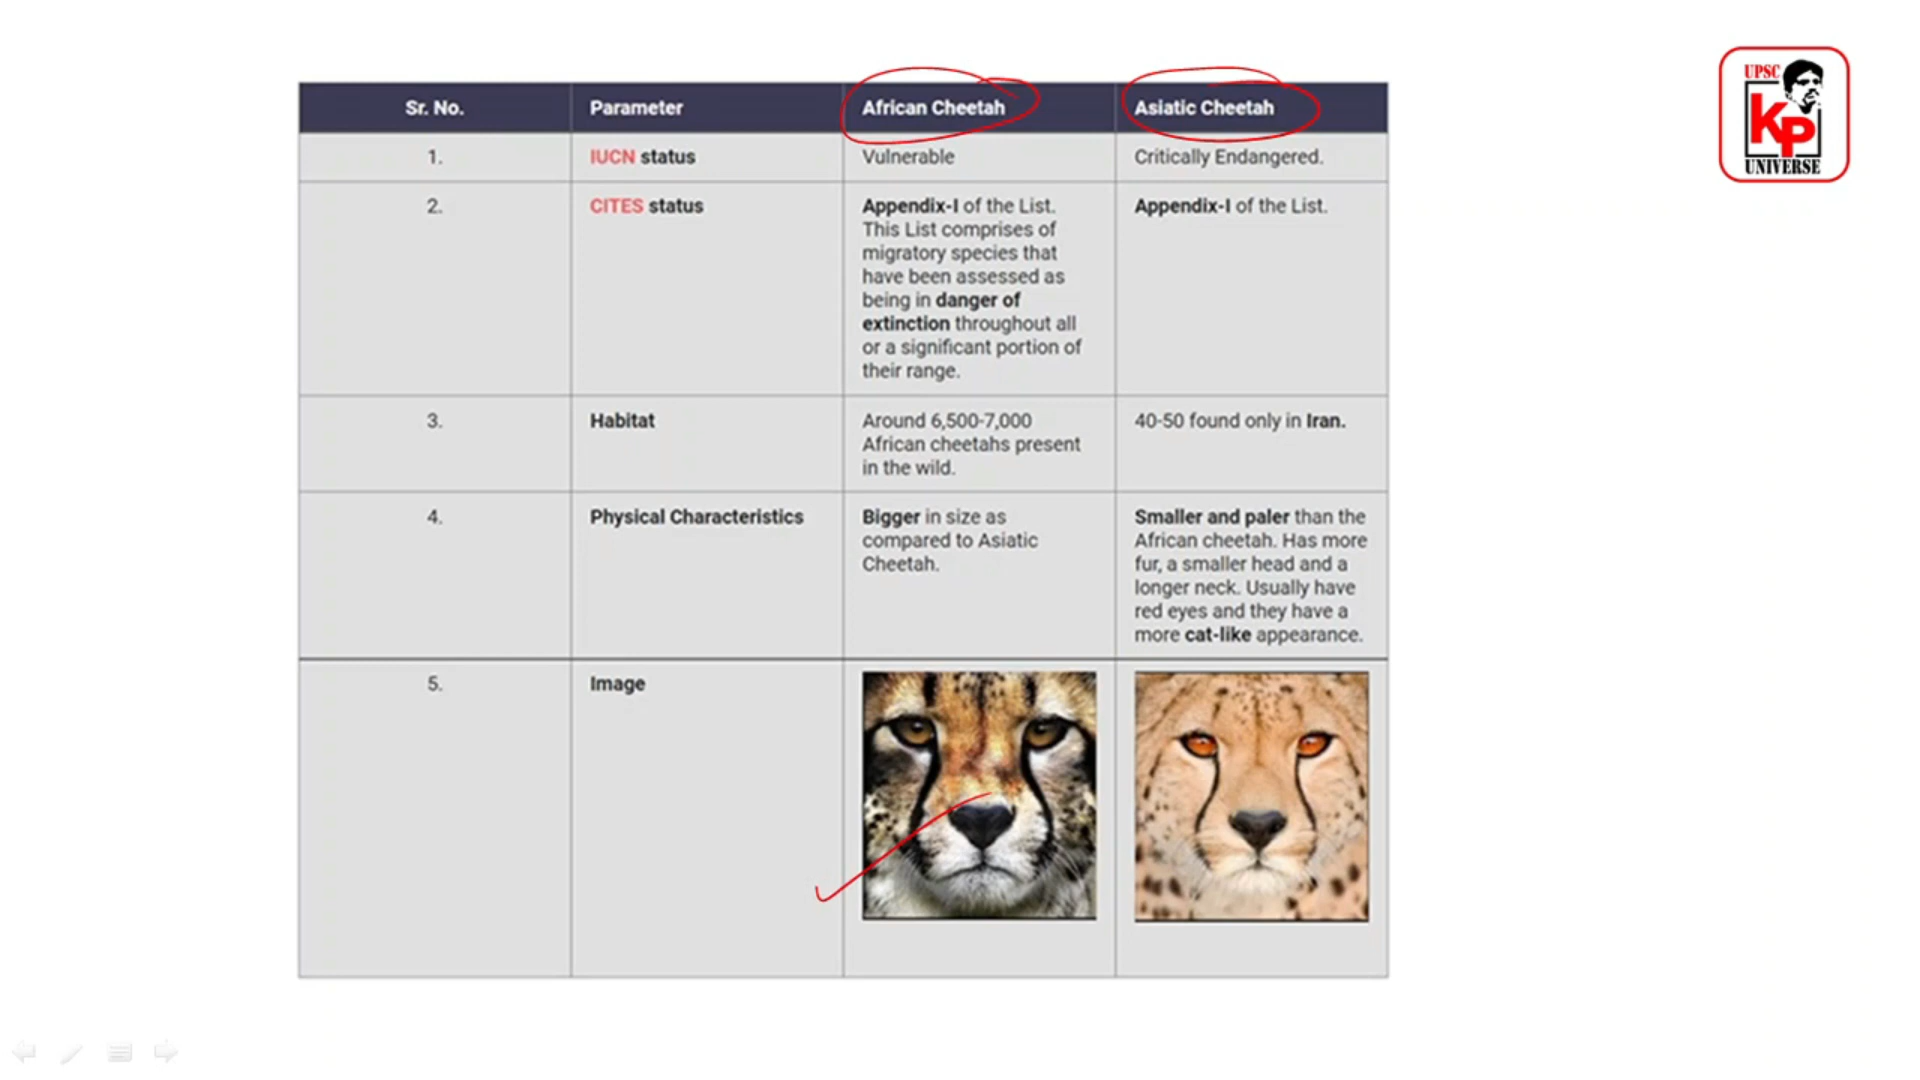 Sr. No. Parameter African Cheetah Asiatic Cheetah
1. IUCN status Vulnerable Critically Endangered.
2. CITES status
Appendix-I of the List.
This List comprises of
migratory species that
have been assessed as
being in danger of
extinction throughout all
or a significant portion of
their range.
Appendix-I of the List.
3. Habitat
Around 6,500-7,000
African cheetahs present
in the wild.
40-50 found only in Iran.
4. Physical Characteristics
Bigger in size as
compared to Asiatic
Cheetah.
Smaller and paler than the
African cheetah. Has more
fur, a smaller head and a
longer neck. Usually have
red eyes and they have a
more cat-like appearance.
5. Image
UPSC
KP
UNIVERSE